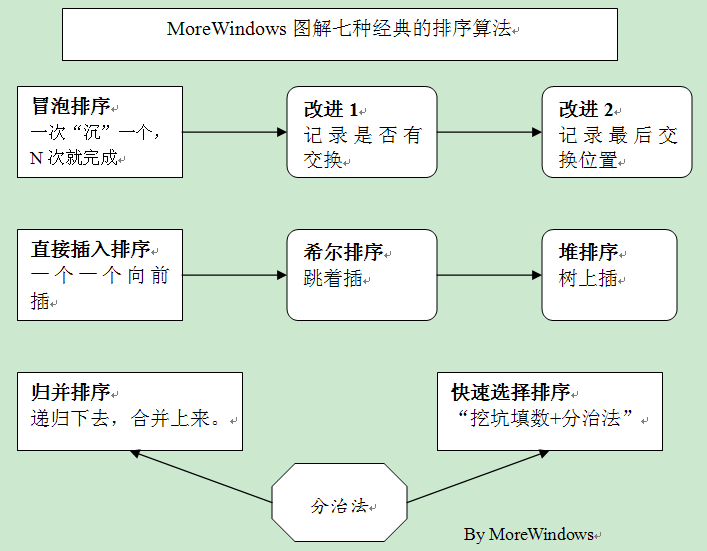 MoreWindows 图解七种经典的排序算法
冒泡排序
一次“沉”一个，
N 次就完成
改进 1
记录是否有
交换
改进 2
记录最后交
换位置
直接插入排序
一个一个向前
插
希尔排序
跳着插
堆排序
树上插
归并排序
递归下去，合并上来。
快速选择排序
“挖坑填数+分治法”
分治法
By MoreWindows